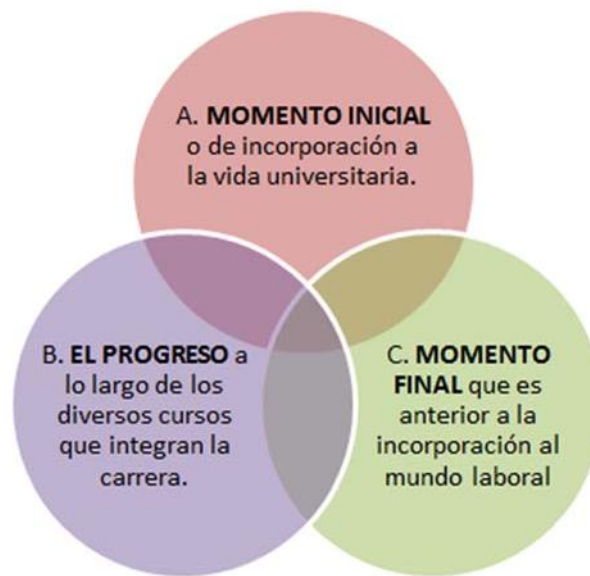 A. MOMENTO INICIAL
o de incorporación a
la vida universitaria.
B. EL PROGRESO a
lo largo de los
diversos cursos
que integran la
carrera.
C. MOMENTO
FINAL que es
anterior a la
incorporación al
mundo laboral